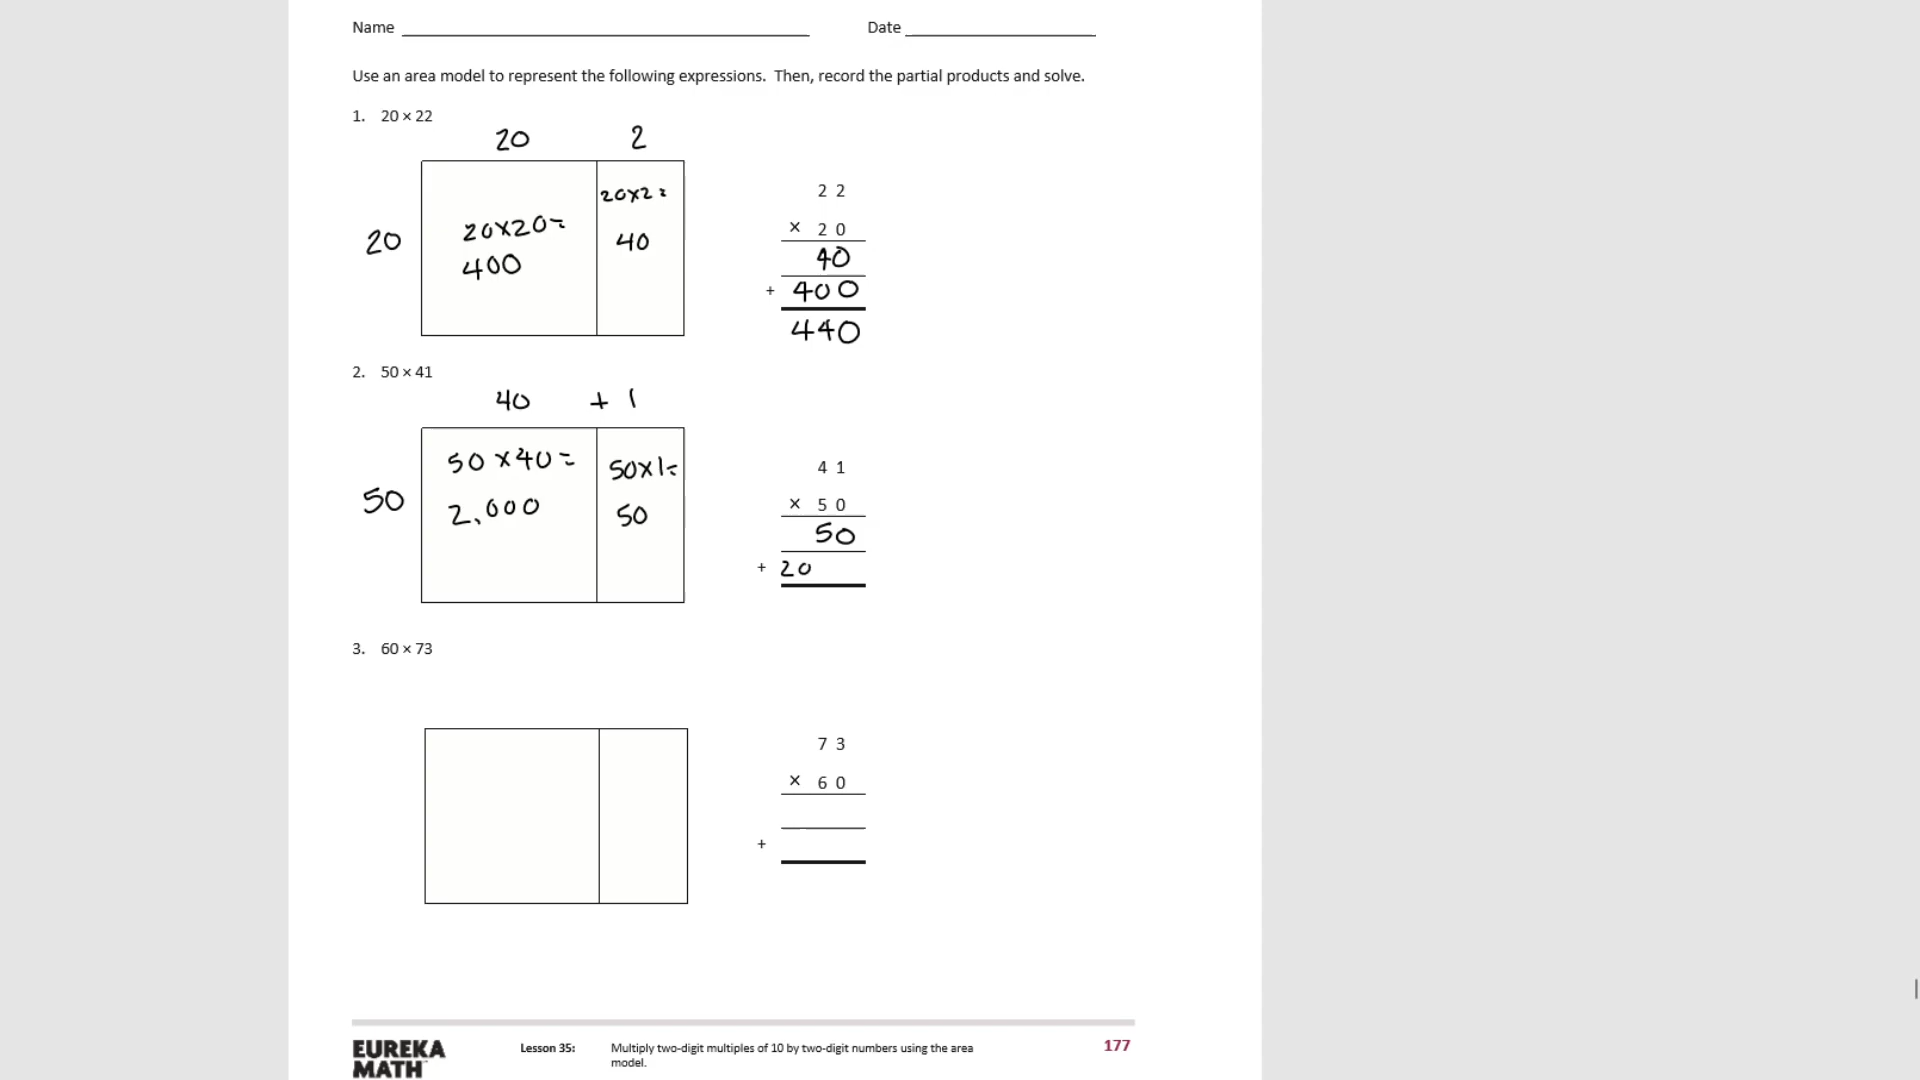 Name Date
Use an area model to represent the following expressions. Then, record the partial products and solve.
1. 20 × 22
20 2
20
20x20=
400
20x2=
40
2 2
× 2 0
40
+ 400
440
2. 50 × 41
40 + 1
50
50x40=
2,000
50x1=
50
4 1
× 5 0
50
+ 20
3. 60 × 73
7 3
× 6 0
+
EUREKA
MATH
Lesson 35:
Multiply two-digit multiples of 10 by two-digit numbers using the area
model.
177